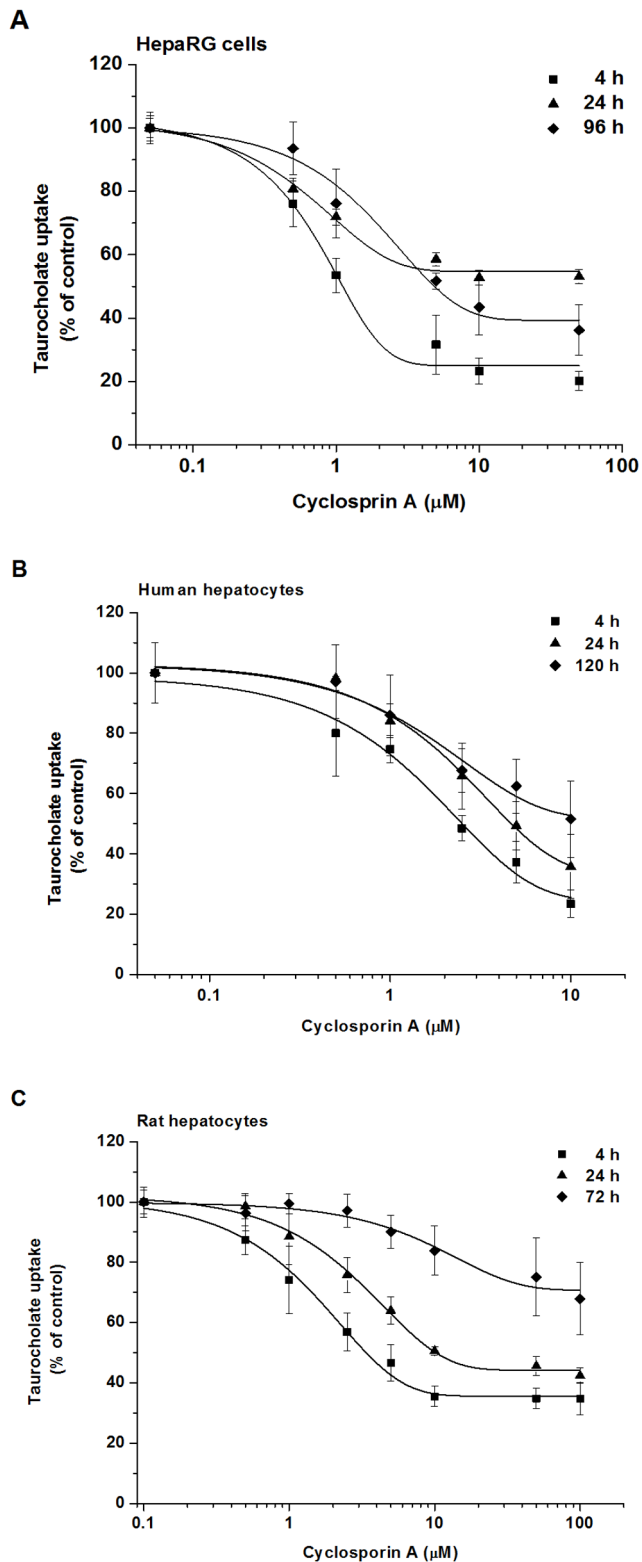 A
HepaRG cells
4 h
24 h
96 h
120
100
80
60
40
20
0
Taurocholate uptake
(% of control)
0.1
1
10
100
Cyclosprin A (μM)
B
Human hepatocytes
4 h
24 h
120 h
120
100
80
60
40
20
0
Taurocholate uptake
(% of control)
0.1
1
10
Cyclosporin A (μM)
C
Rat hepatocytes
4 h
24 h
72 h
120
100
80
60
40
20
0
Taurocholate uptake
(% of control)
0.1
1
10
100
Cyclosporin A (μM)